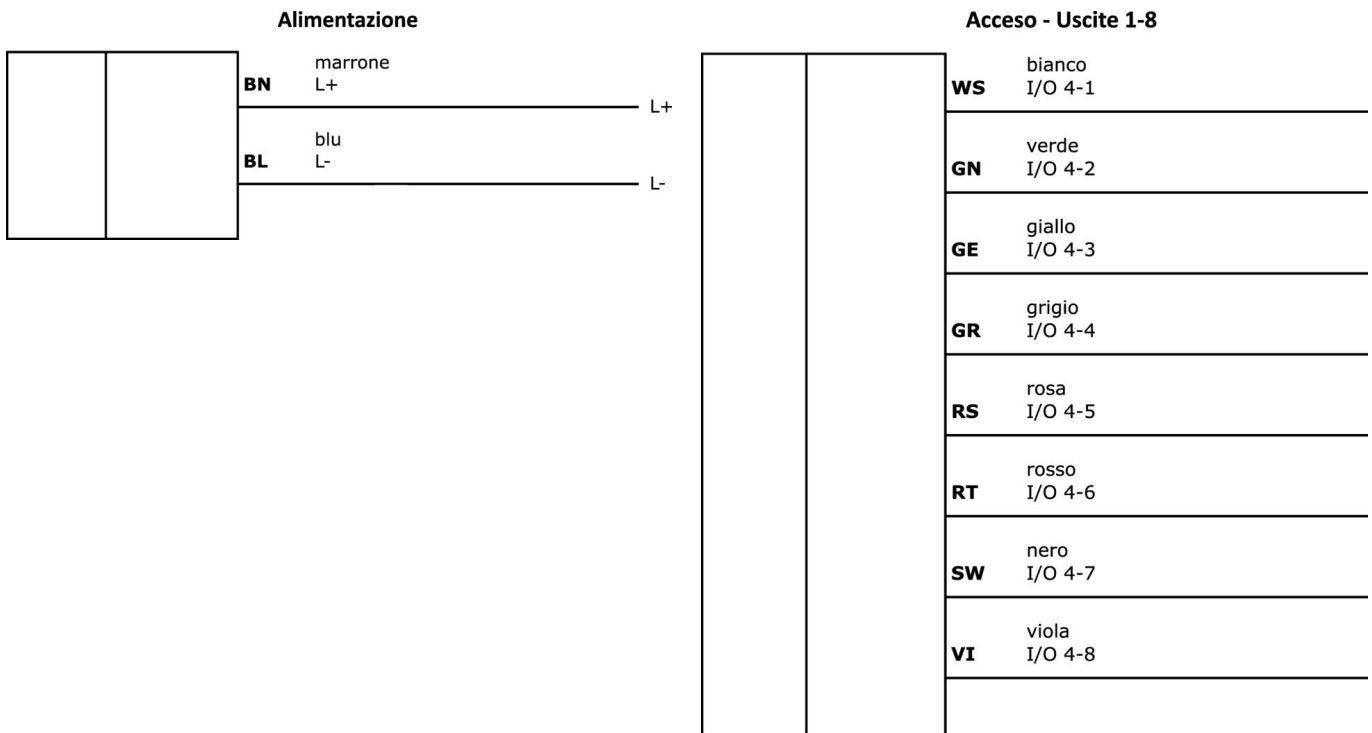 Alimentazione
marrone
BN L+
L+
blu
BL L-
L-
Acceso - Uscite 1-8
bianco
WS I/O 4-1
verde
GN I/O 4-2
giallo
GE I/O 4-3
grigio
GR I/O 4-4
rosa
RS I/O 4-5
rosso
RT I/O 4-6
nero
SW I/O 4-7
viola
VI I/O 4-8